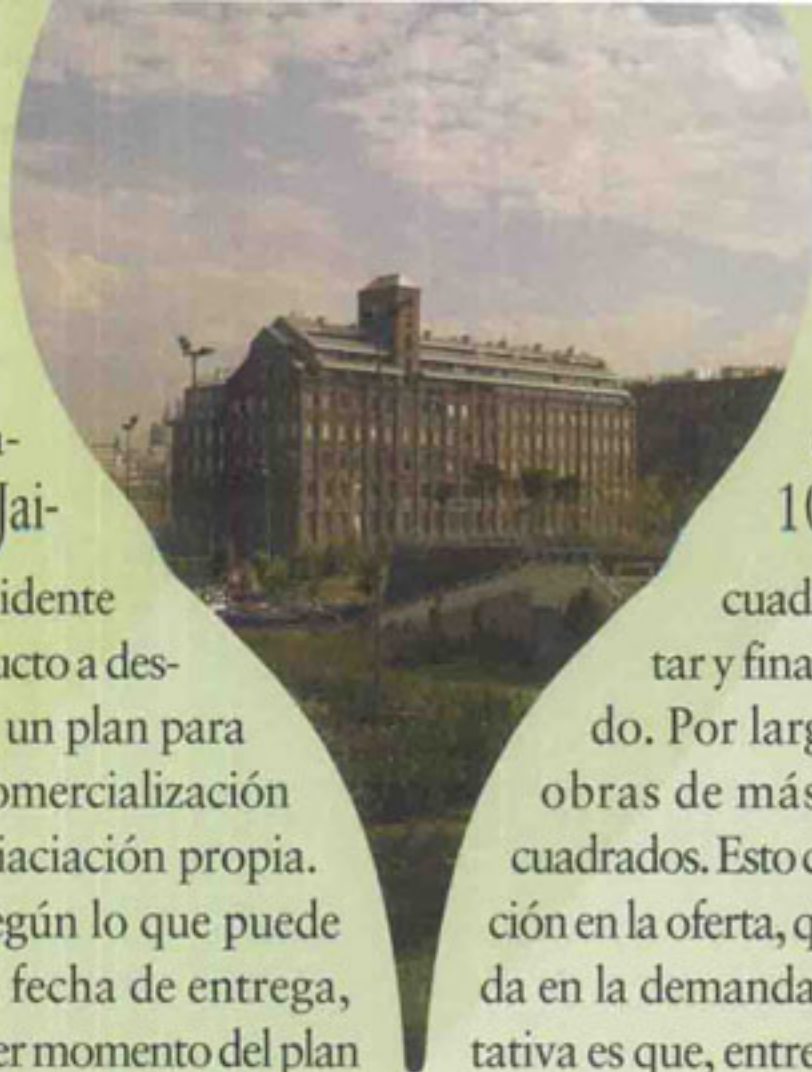 a-
Jai-
idente
ucto a des-
un plan para
omercialización
iaciación propia.
egún lo que puede
fecha de entrega,
er momento del plan
10
cuad
tar y fina
do. Por larg
obras de más
cuadrados. Esto c
ción en la oferta, q
da en la demanda
tativa es que, entre